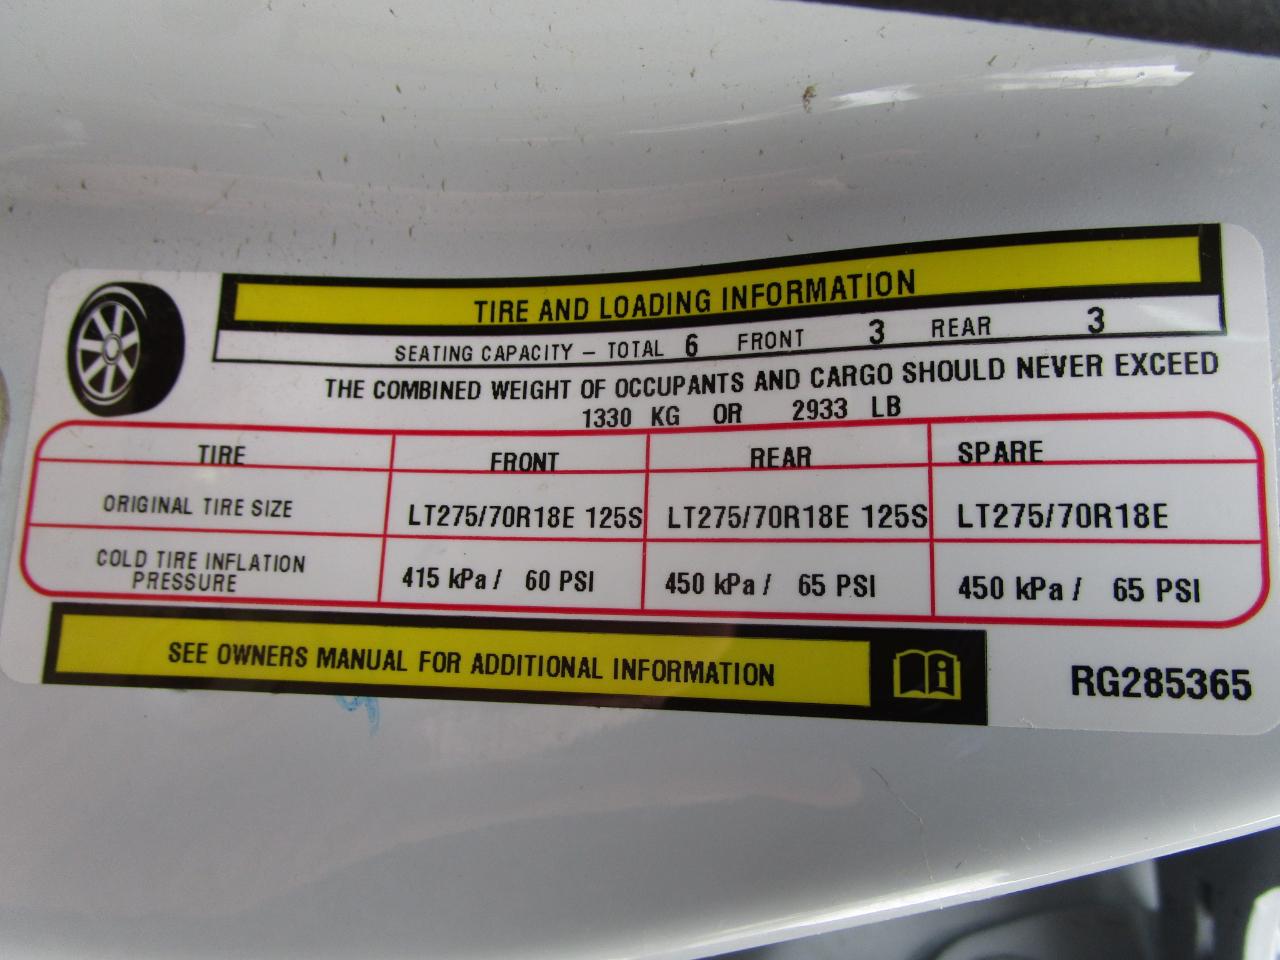 TIRE AND LOADING INFORMATION
SEATING CAPACITY – TOTAL 6 FRONT 3 REAR 3
THE COMBINED WEIGHT OF OCCUPANTS AND CARGO SHOULD NEVER EXCEED
1330 KG OR 2933 LB
TIRE FRONT REAR SPARE
ORIGINAL TIRE SIZE LT275/70R18E 125S LT275/70R18E 125S LT275/70R18E
COLD TIRE INFLATION
PRESSURE 415 kPa / 60 PSI 450 kPa / 65 PSI 450 kPa / 65 PSI
SEE OWNERS MANUAL FOR ADDITIONAL INFORMATION
RG285365